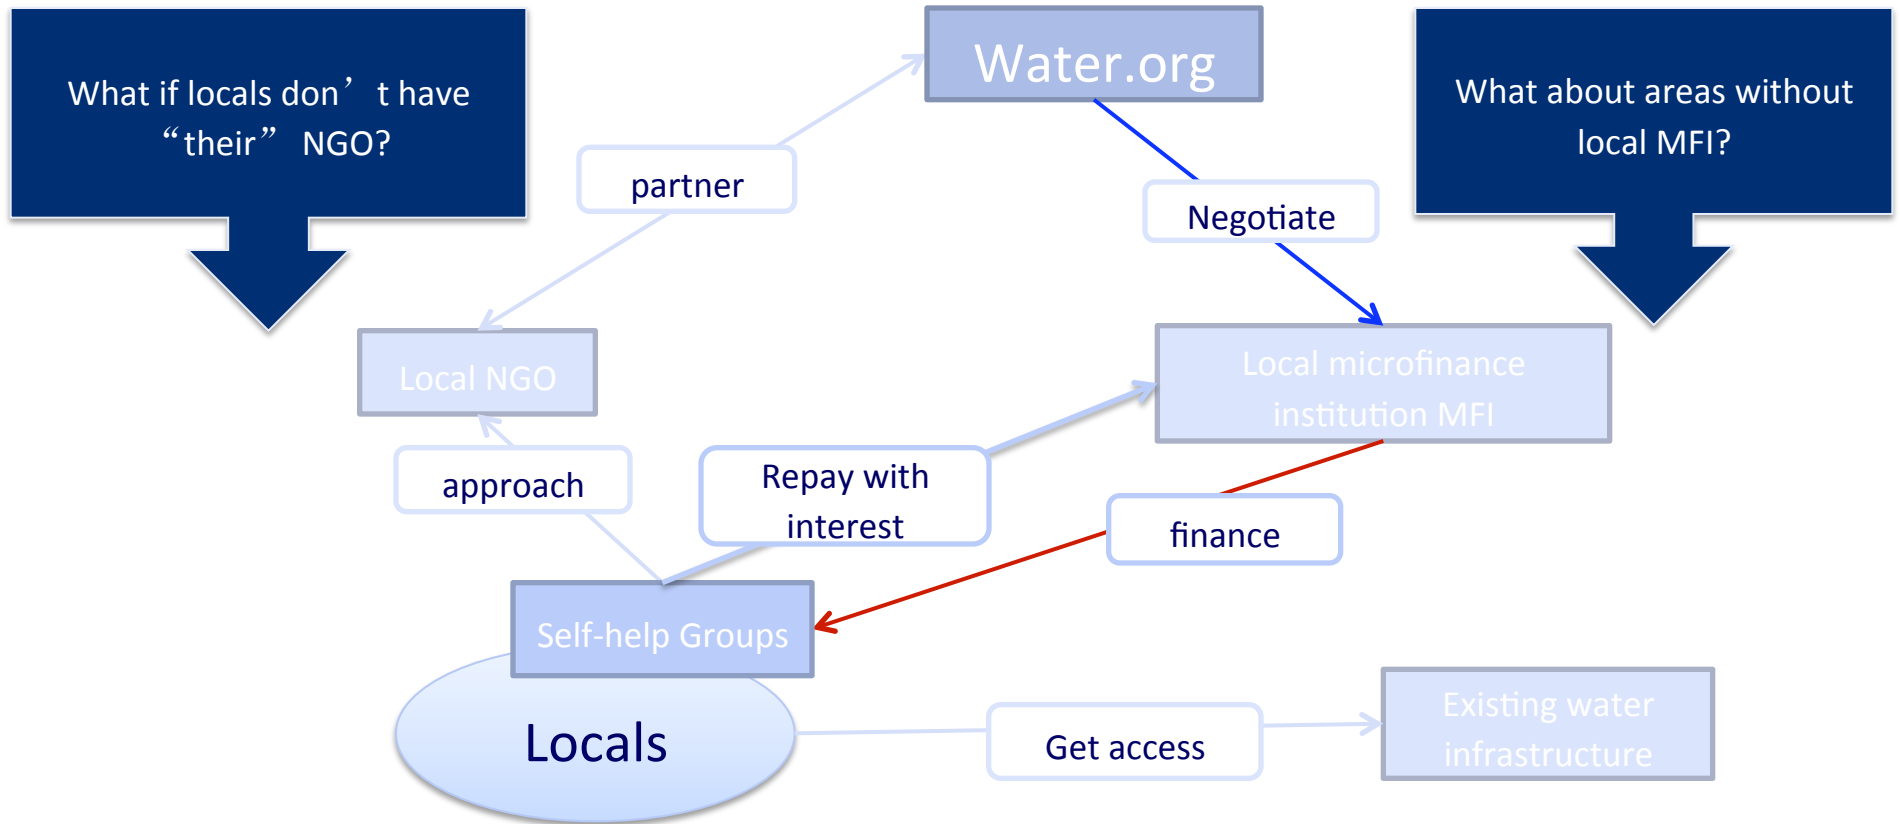 What if locals don’t have
“their” NGO?
Water.org
What about areas without
local MFI?
partner
Negotiate
Local NGO
Local microfinance
institution MFI
approach
Repay with
interest
finance
Self-help Groups
Locals
Get access
Existing water
infrastructure